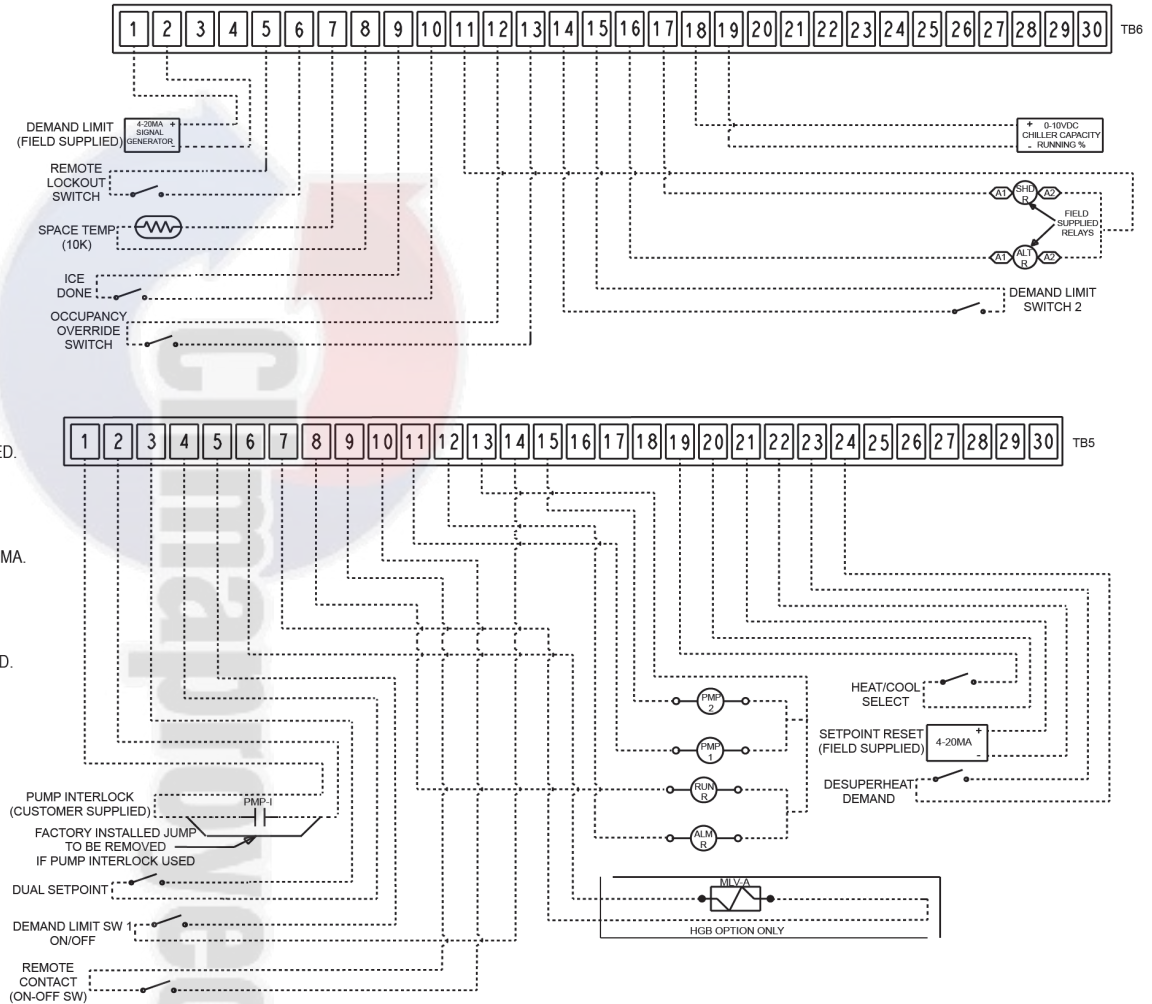 1 2 3 4 5 6 7 8 9 10 11 12 13 14 15 16 17 18 19 20 21 22 23 24 25 26 27 28 29 30 TB6
DEMAND LIMIT
(FIELD SUPPLIED)
4-20MA +
SIGNAL
GENERATOR -
+ 0-10VDC
CHILLER CAPACITY
- RUNNING %
REMOTE
LOCKOUT
SWITCH
A1 SHD R A2
SPACE TEMP
(10K)
FIELD
SUPPLIED
RELAYS
A1 ALT R A2
ICE
DONE
DEMAND LIMIT
SWITCH 2
OCCUPANCY
OVERRIDE
SWITCH
1 2 3 4 5 6 7 8 9 10 11 12 13 14 15 16 17 18 19 20 21 22 23 24 25 26 27 28 29 30 TB5
ED.
MA.
D.
HEAT/COOL
SELECT
PMP
2
SETPOINT RESET
(FIELD SUPPLIED)
4-20MA
+
-
PMP
1
DESUPERHEAT
DEMAND
RUN
R
ALM
R
PUMP INTERLOCK
(CUSTOMER SUPPLIED)
PMP-I
FACTORY INSTALLED JUMP
TO BE REMOVED
IF PUMP INTERLOCK USED
DUAL SETPOINT
MLV-A
HGB OPTION ONLY
DEMAND LIMIT SW 1
ON/OFF
REMOTE
CONTACT
(ON-OFF SW)
Climaproyec